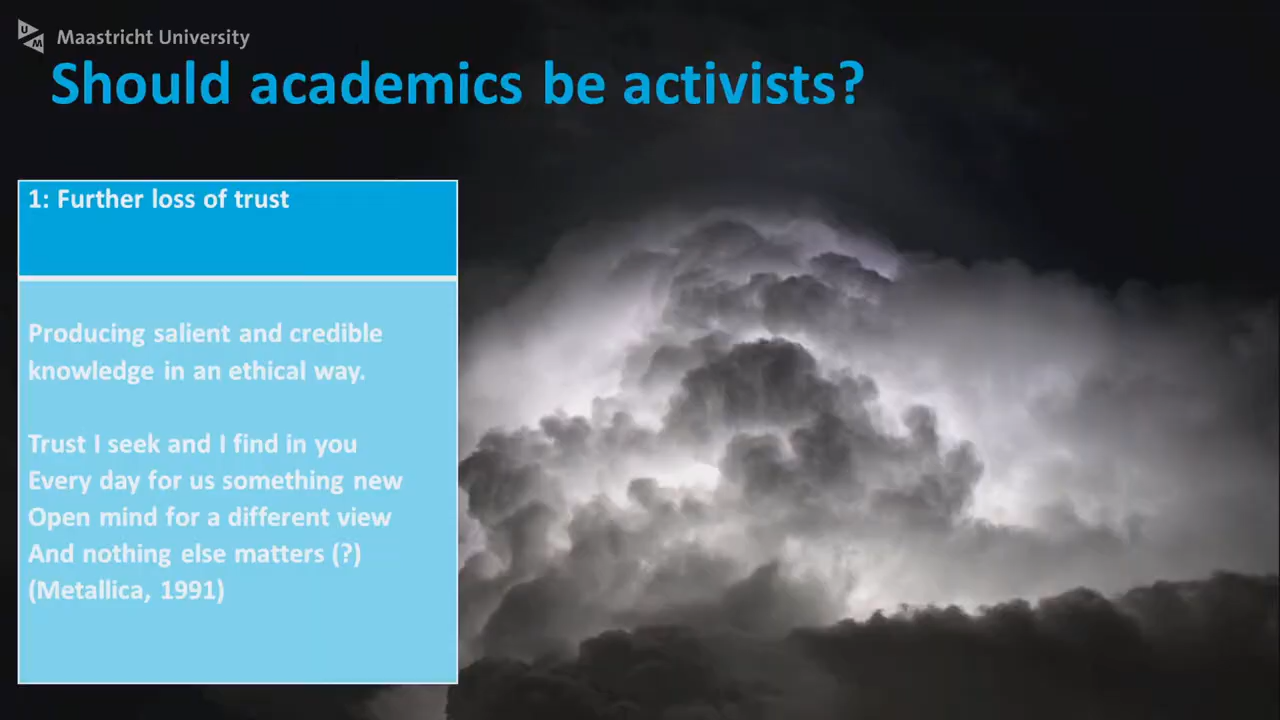 UM
Maastricht University
Should academics be activists?
1: Further loss of trust
Producing salient and credible
knowledge in an ethical way.
Trust I seek and I find in you
Every day for us something new
Open mind for a different view
And nothing else matters (?)
(Metallica, 1991)